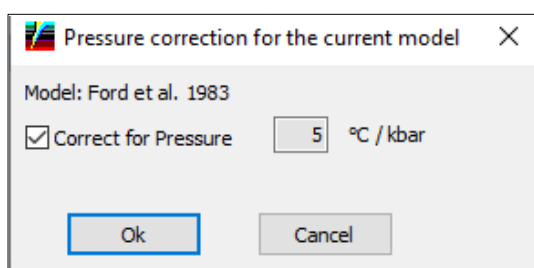 Pressure correction for the current model
Model: Ford et al. 1983
Correct for Pressure 5 ºC / kbar
Ok Cancel